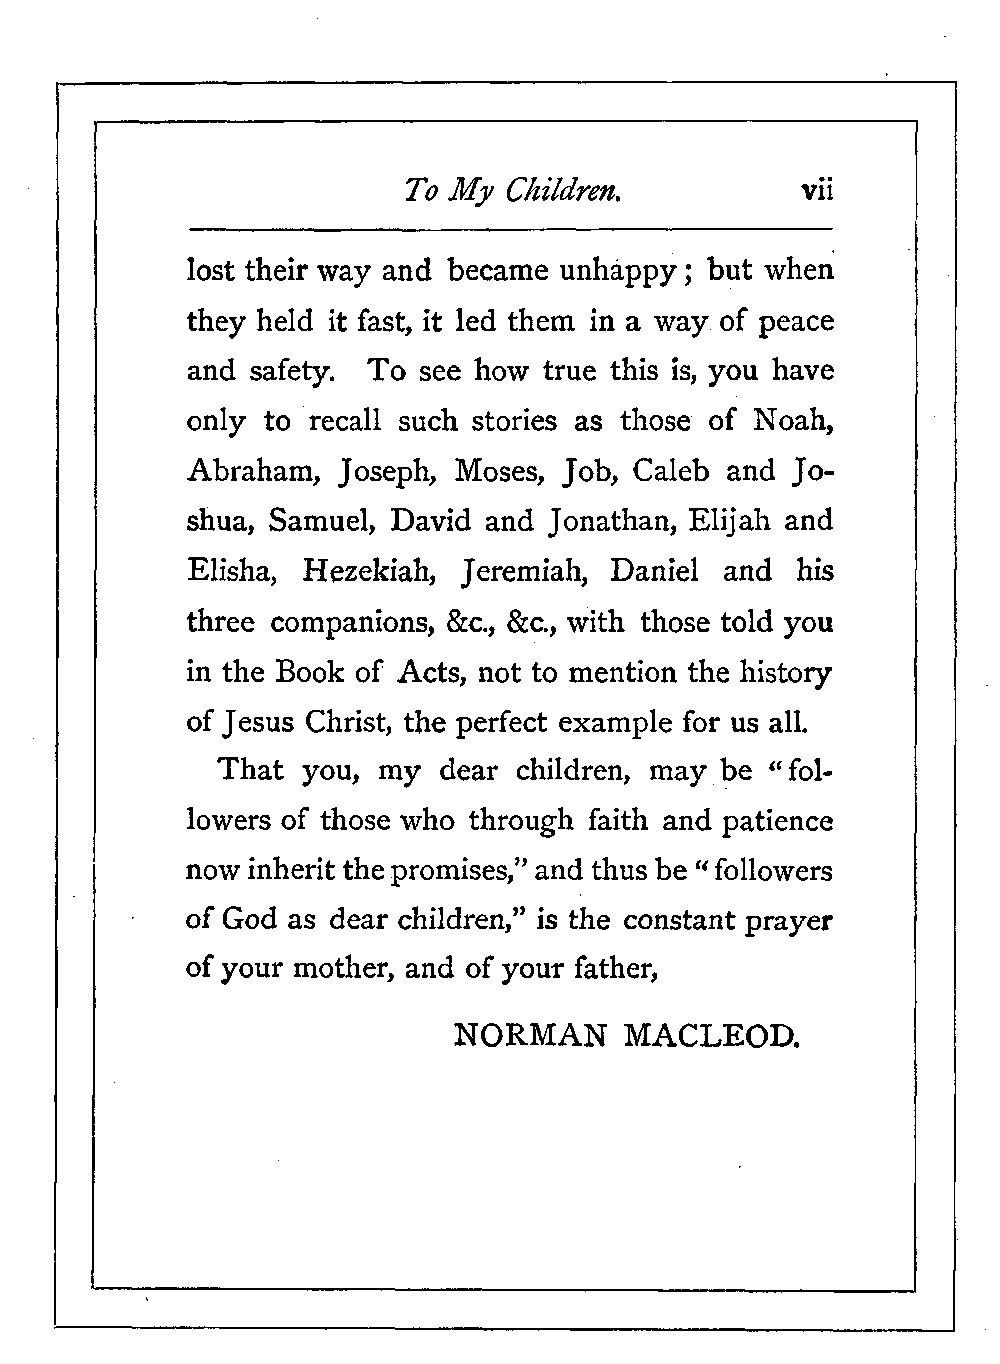 To My Children. vii
lost their way and became unhappy; but when
they held it fast, it led them in a way of peace
and safety. To see how true this is, you have
only to recall such stories as those of Noah,
Abraham, Joseph, Moses, Job, Caleb and Jo-
shua, Samuel, David and Jonathan, Elijah and
Elisha, Hezekiah, Jeremiah, Daniel and his
three companions, &c., &c., with those told you
in the Book of Acts, not to mention the history
of Jesus Christ, the perfect example for us all.
That you, my dear children, may be “fol-
lowers of those who through faith and patience
now inherit the promises,” and thus be “followers
of God as dear children,” is the constant prayer
of your mother, and of your father,
NORMAN MACLEOD.